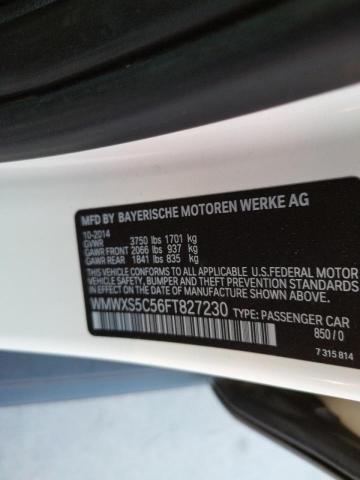 MFD BY BAYERISCHE MOTOREN WERKE AG
10-2014
GVWR 3750 lbs 1701 kg
GAWR FRONT 2066 lbs 937 kg
GAWR REAR 1841 lbs 835 kg
THIS VEHICLE CONFORMS TO ALL APPLICABLE U.S. FEDERAL MOTOR
VEHICLE SAFETY, BUMPER AND THEFT PREVENTION
STANDARDS IN EFFECT ON THE DATE OF MANUFACTURE SHOWN ABOVE.
WMWXS5C56FT827230 TYPE: PASSENGER CAR
850/0
7 315 814